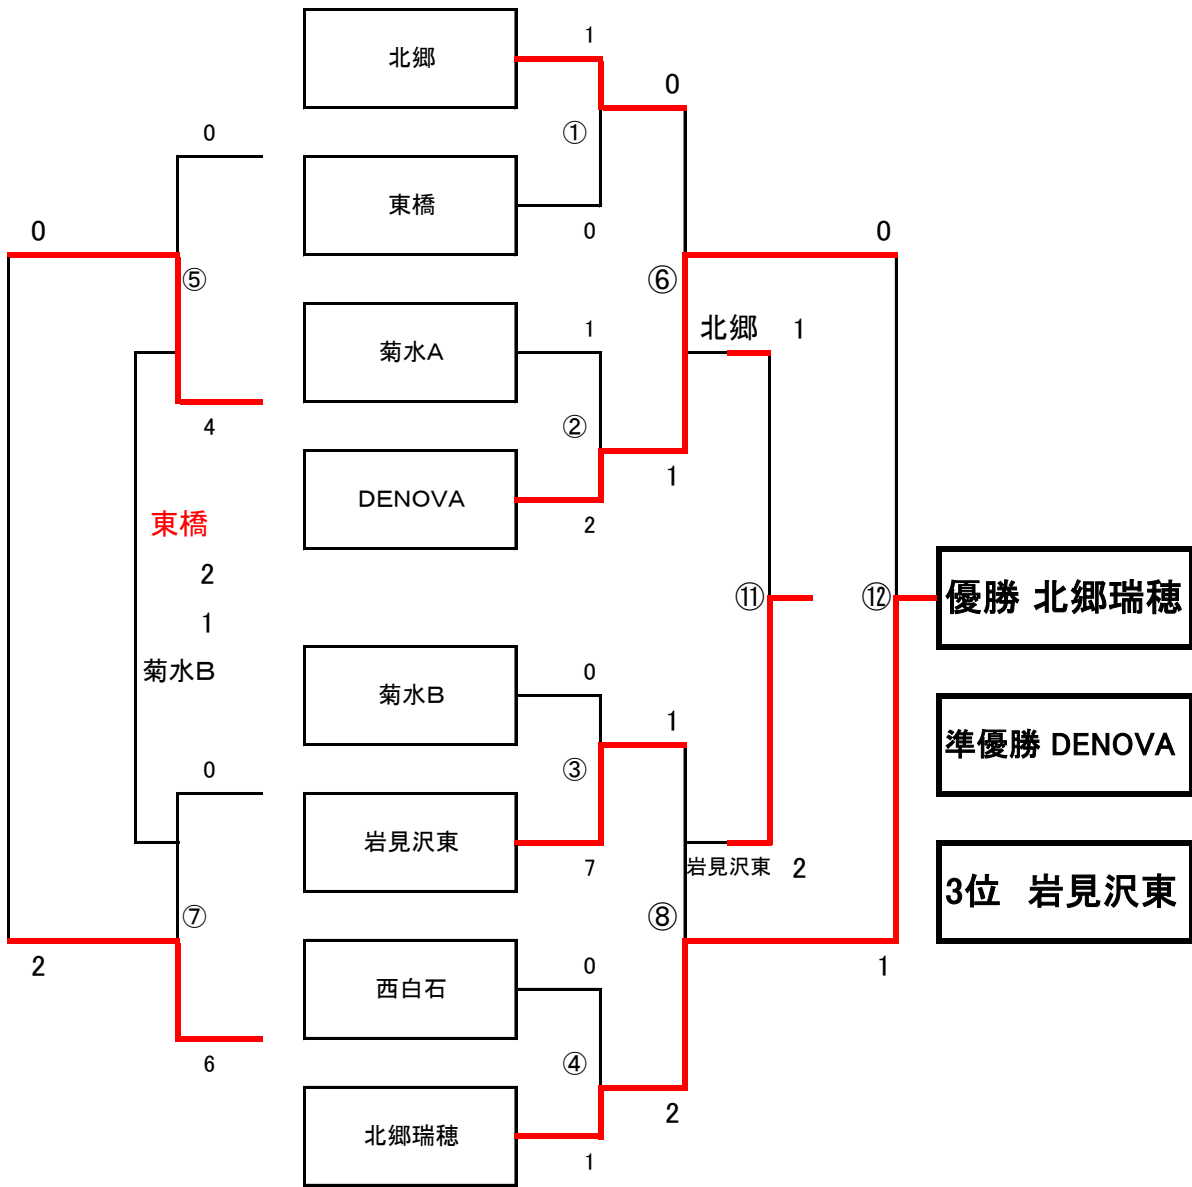 北郷
1
0
①
0
東橋
0
0
0
⑤
⑥
菊水A
1
北郷 1
②
4
1
DENOVA
2
東橋
2
⑪
⑫
優勝 北郷瑞穂
1
菊水B
菊水B
0
1
準優勝 DENOVA
0
③
岩見沢東
7
岩見沢東 2
3位 岩見沢東
⑦
⑧
2
西白石
0
1
6
④
2
北郷瑞穂
1